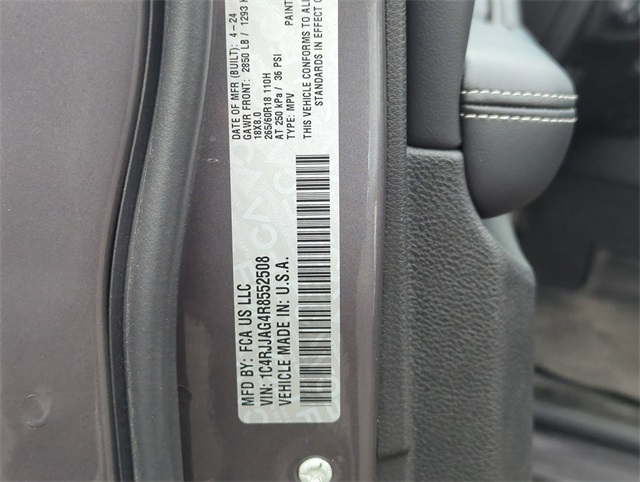 DATE OF MFR (BUILT): 4-24
GAWR FRONT: 2850 LB / 1293 K
18X8.0
265/60R18 110H
AT 250 kPa / 36 PSI
TYPE: MPV
PAINT
THIS VEHICLE CONFORMS TO ALL
STANDARDS IN EFFECT O
MFD BY: FCA US LLC
VIN: 1C4RJJAG4R8552508
VEHICLE MADE IN: U.S.A.